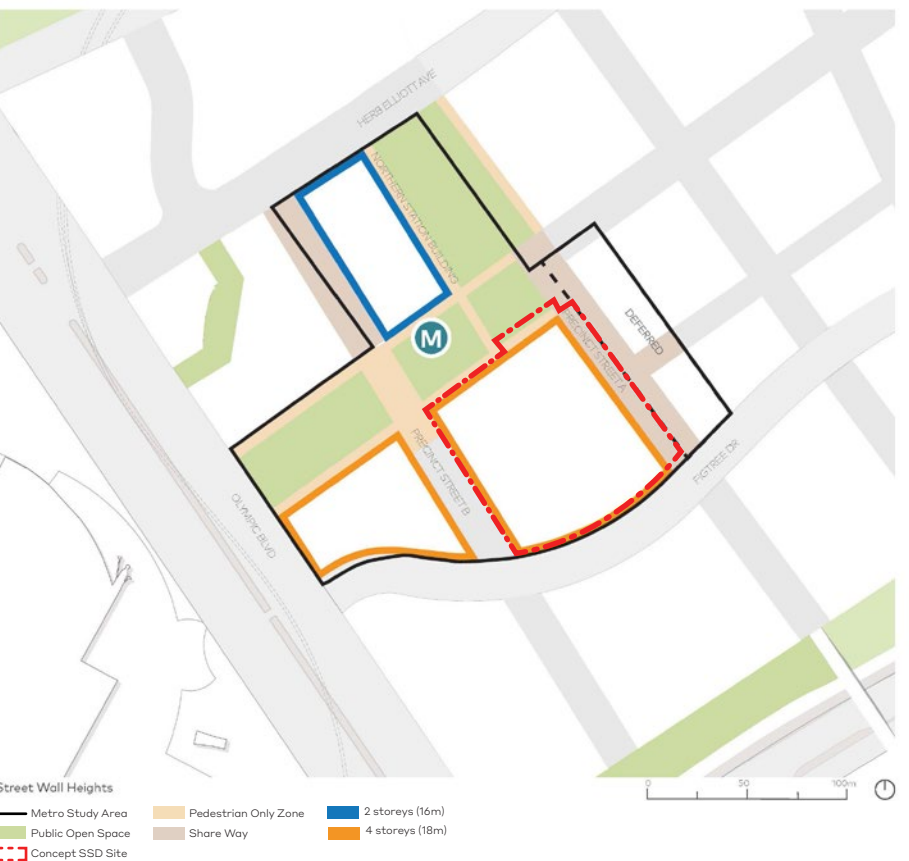 HERB ELLIOTT AVE
NORTHERN STATION BUILDING
M
DEFERRED
PRECINCT STREET A
PRECINCT STREET B
FIGTREE DR
OLYMPIC BLVD
0 50 100m
Street Wall Heights
Metro Study Area
Pedestrian Only Zone
2 storeys (16m)
Public Open Space
Share Way
4 storeys (18m)
Concept SSD Site